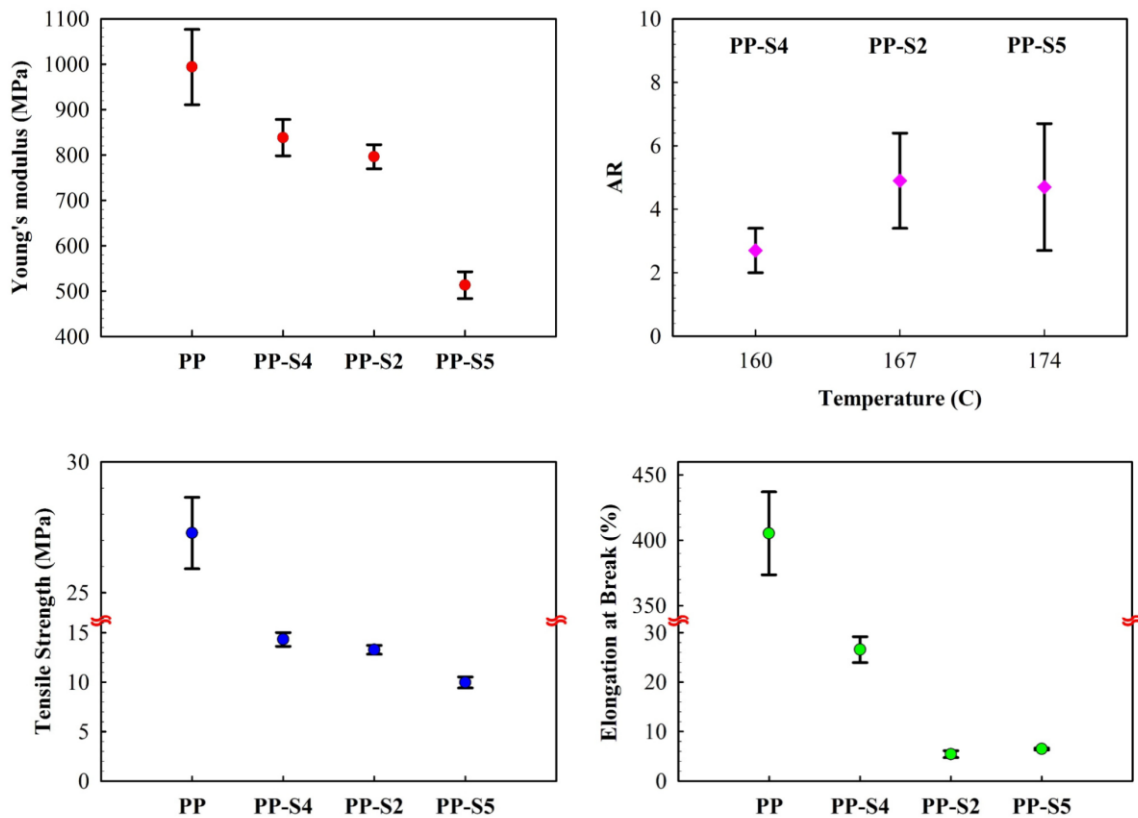 Young's modulus (MPa)
1100
1000
900
800
700
600
500
400
PP PP-S4 PP-S2 PP-S5
AR
10
8
6
4
2
0
PP-S4 PP-S2 PP-S5
160 167 174
Temperature (C)
Tensile Strength (MPa)
30
25
15
10
5
0
PP PP-S4 PP-S2 PP-S5
Elongation at Break (%)
450
400
350
30
20
10
0
PP PP-S4 PP-S2 PP-S5